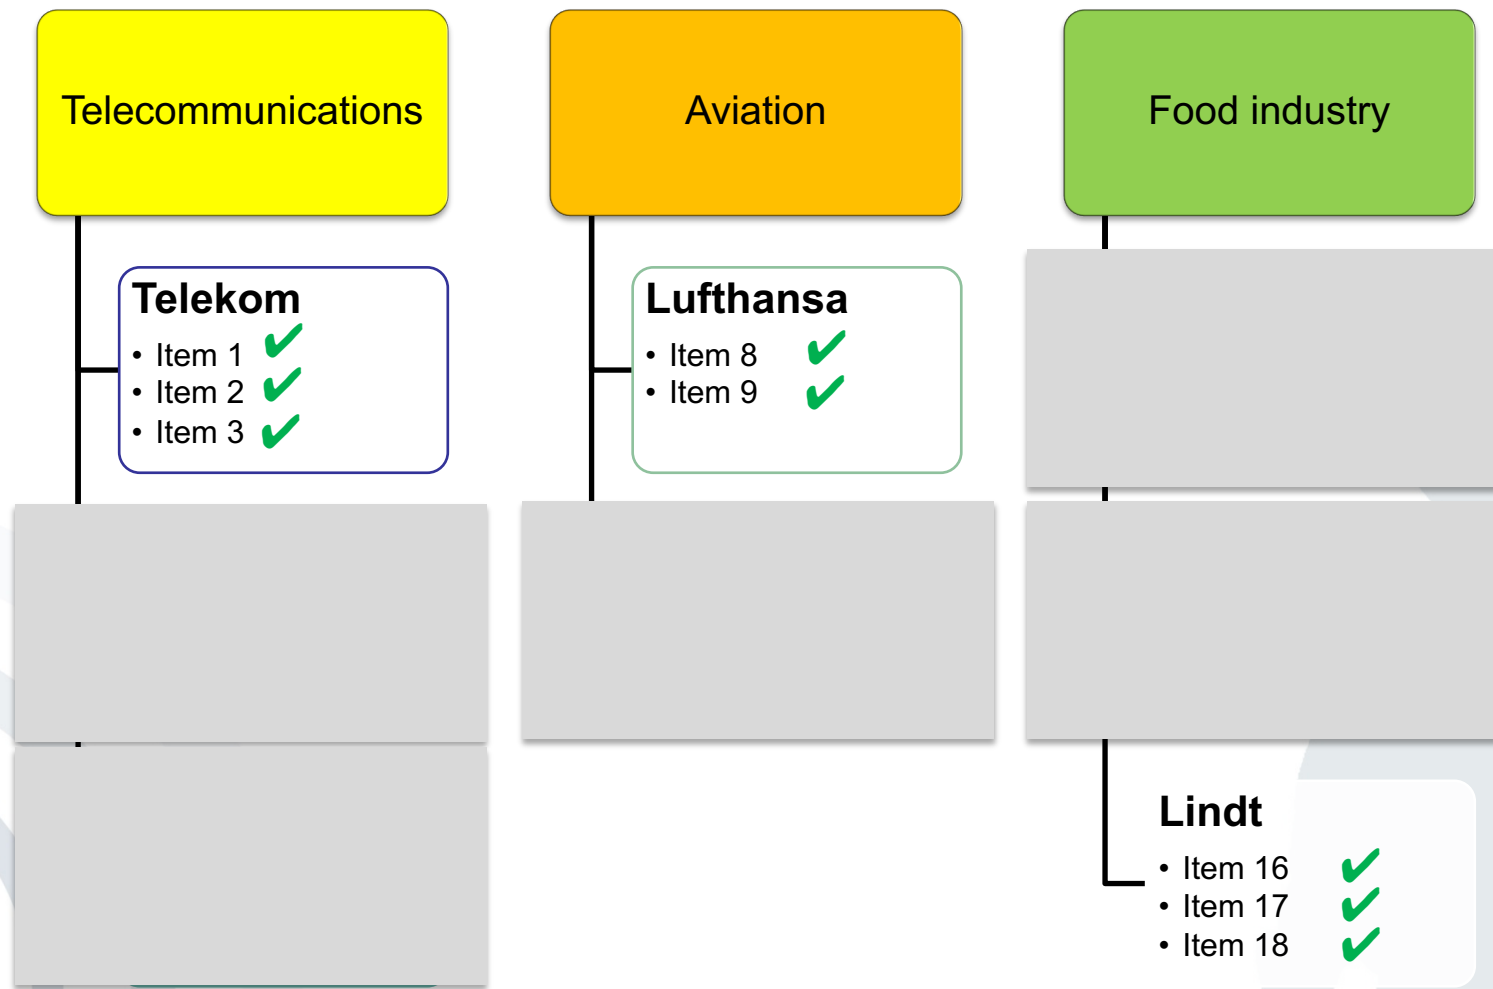 Telecommunications
Telekom
• Item 1 ✔
• Item 2 ✔
• Item 3 ✔
Aviation
Lufthansa
• Item 8 ✔
• Item 9 ✔
Food industry
Lindt
• Item 16 ✔
• Item 17 ✔
• Item 18 ✔